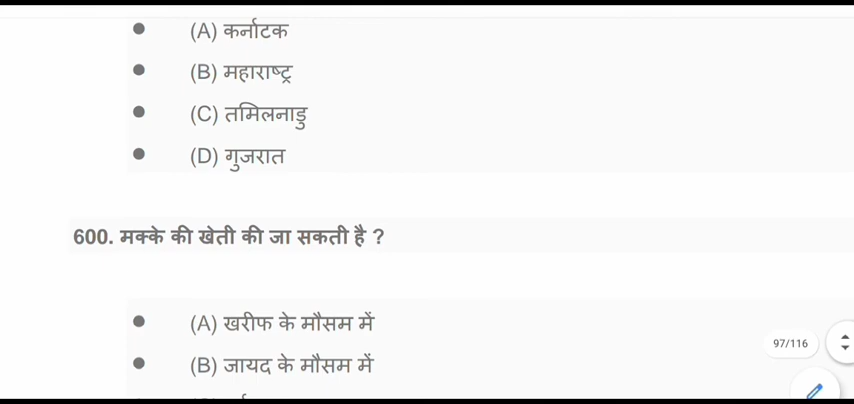 (A) कर्नाटक
(B) महाराष्ट्र
(C) तमिलनाडु
(D) गुजरात
600. मक्के की खेती की जा सकती है ?
(A) खरीफ के मौसम में
97/116
(B) जायद के मौसम में